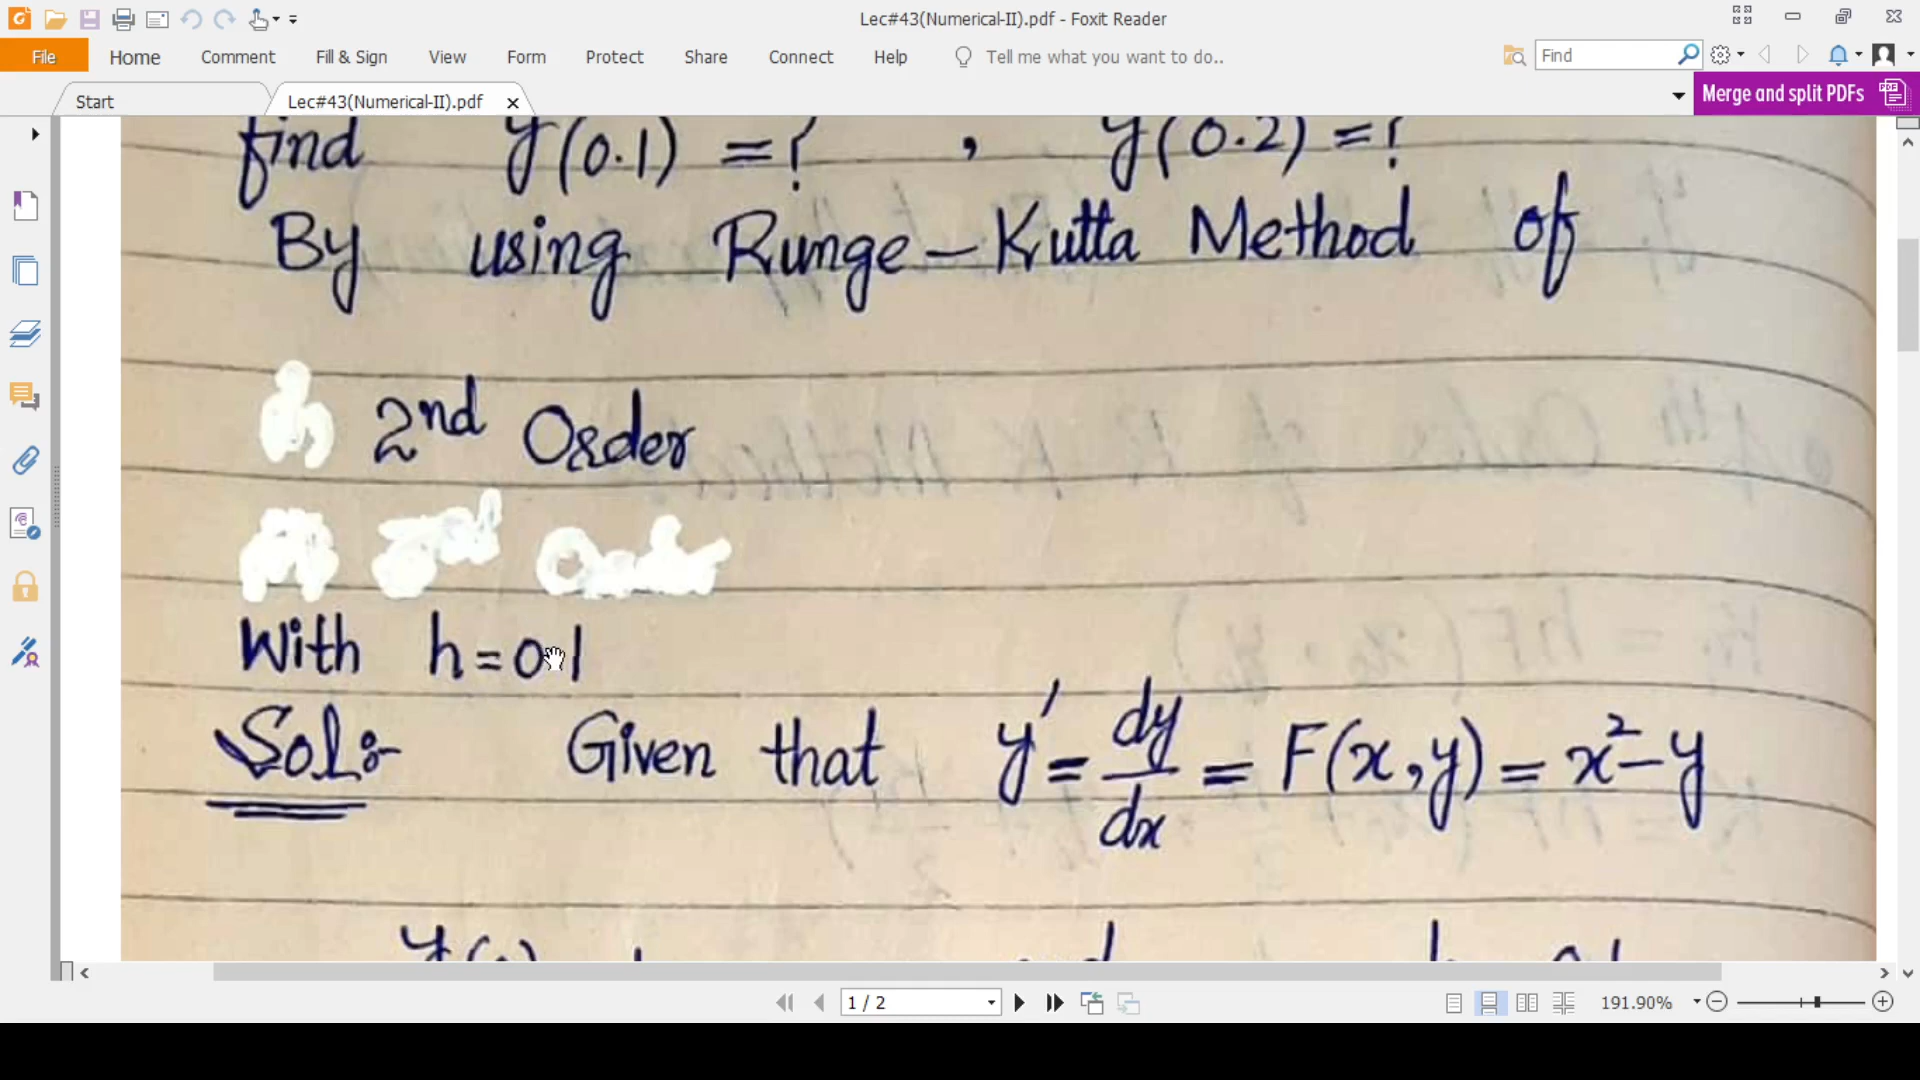 Lec#43(Numerical-II).pdf - Foxit Reader
File Home Comment Fill & Sign View Form Protect Share Connect Help Tell me what you want to do.. Find
Start Lec#43(Numerical-II).pdf Merge and split PDFs
find y(0.1) =? , y(0.2) =?
By using Runge-Kutta Method of
2nd Order
With h=0.1
Sol:- Given that y' = dy/dx = F(x,y) = x²-y
1 / 2 191.90%